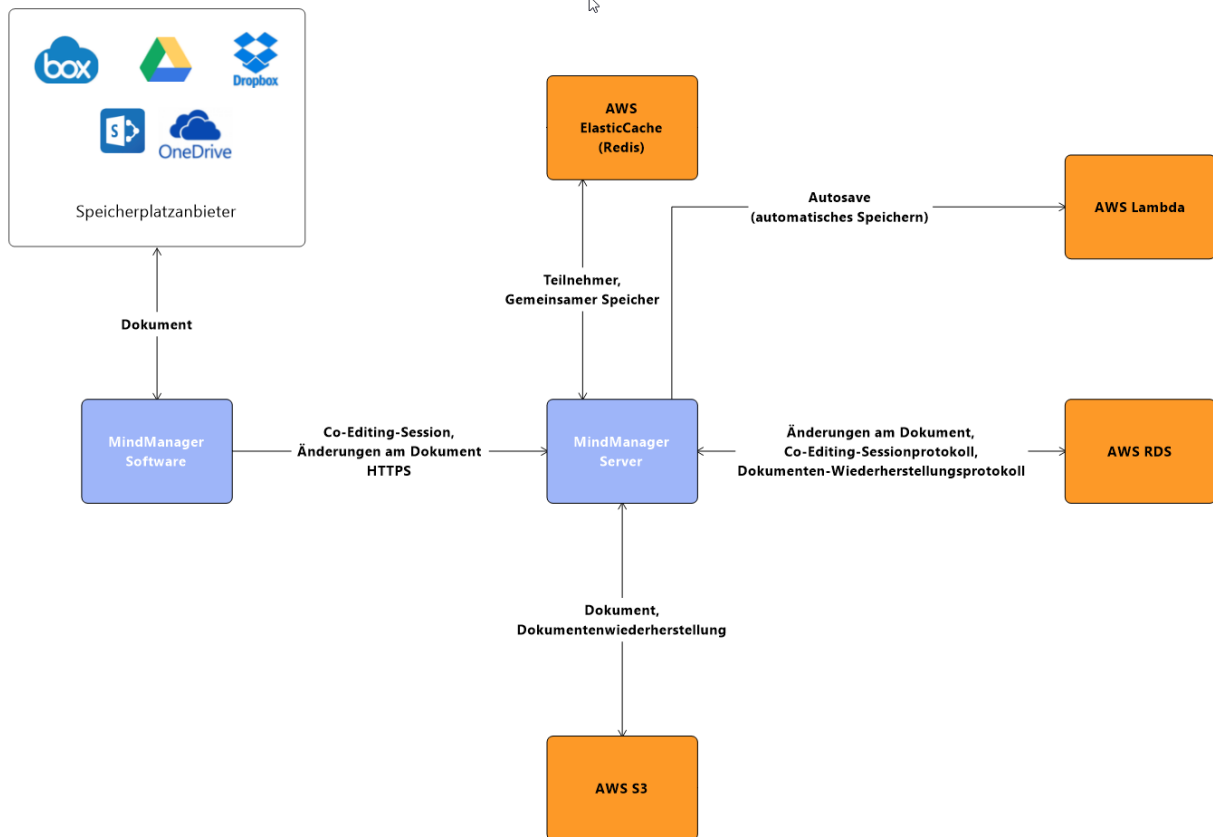 box
Dropbox
S
OneDrive
Speicherplatzanbieter
AWS
ElasticCache
(Redis)
Autosave
(automatisches Speichern)
AWS Lambda
Teilnehmer,
Gemeinsamer Speicher
Dokument
MindManager
Software
Co-Editing-Session,
Änderungen am Dokument
HTTPS
MindManager
Server
Änderungen am Dokument,
Co-Editing-Sessionprotokoll,
Dokumenten-Wiederherstellungsprotokoll
AWS RDS
Dokument,
Dokumentenwiederherstellung
AWS S3